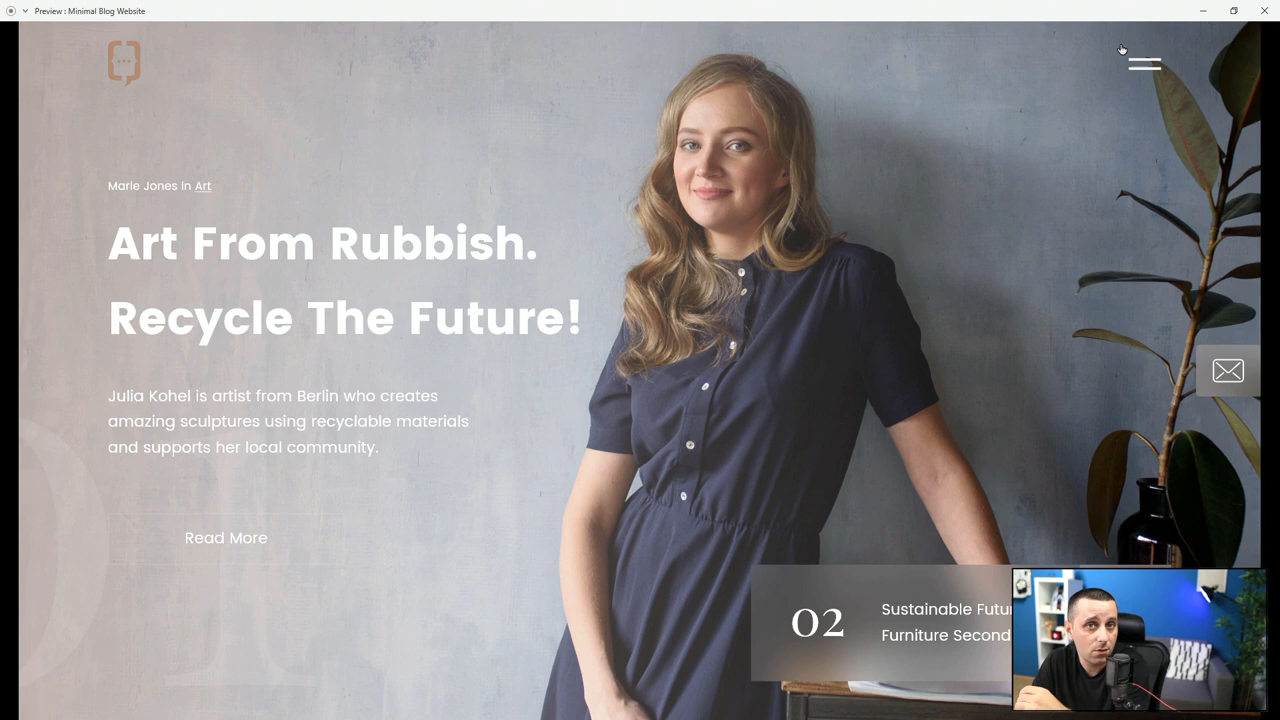 Preview : Minimal Blog Website
Marie Jones in Art
Art From Rubbish.
Recycle The Future!
Julia Kohel is artist from Berlin who creates
amazing sculptures using recyclable materials
and supports her local community.
Read More
01
02
Sustainable
Furniture Second